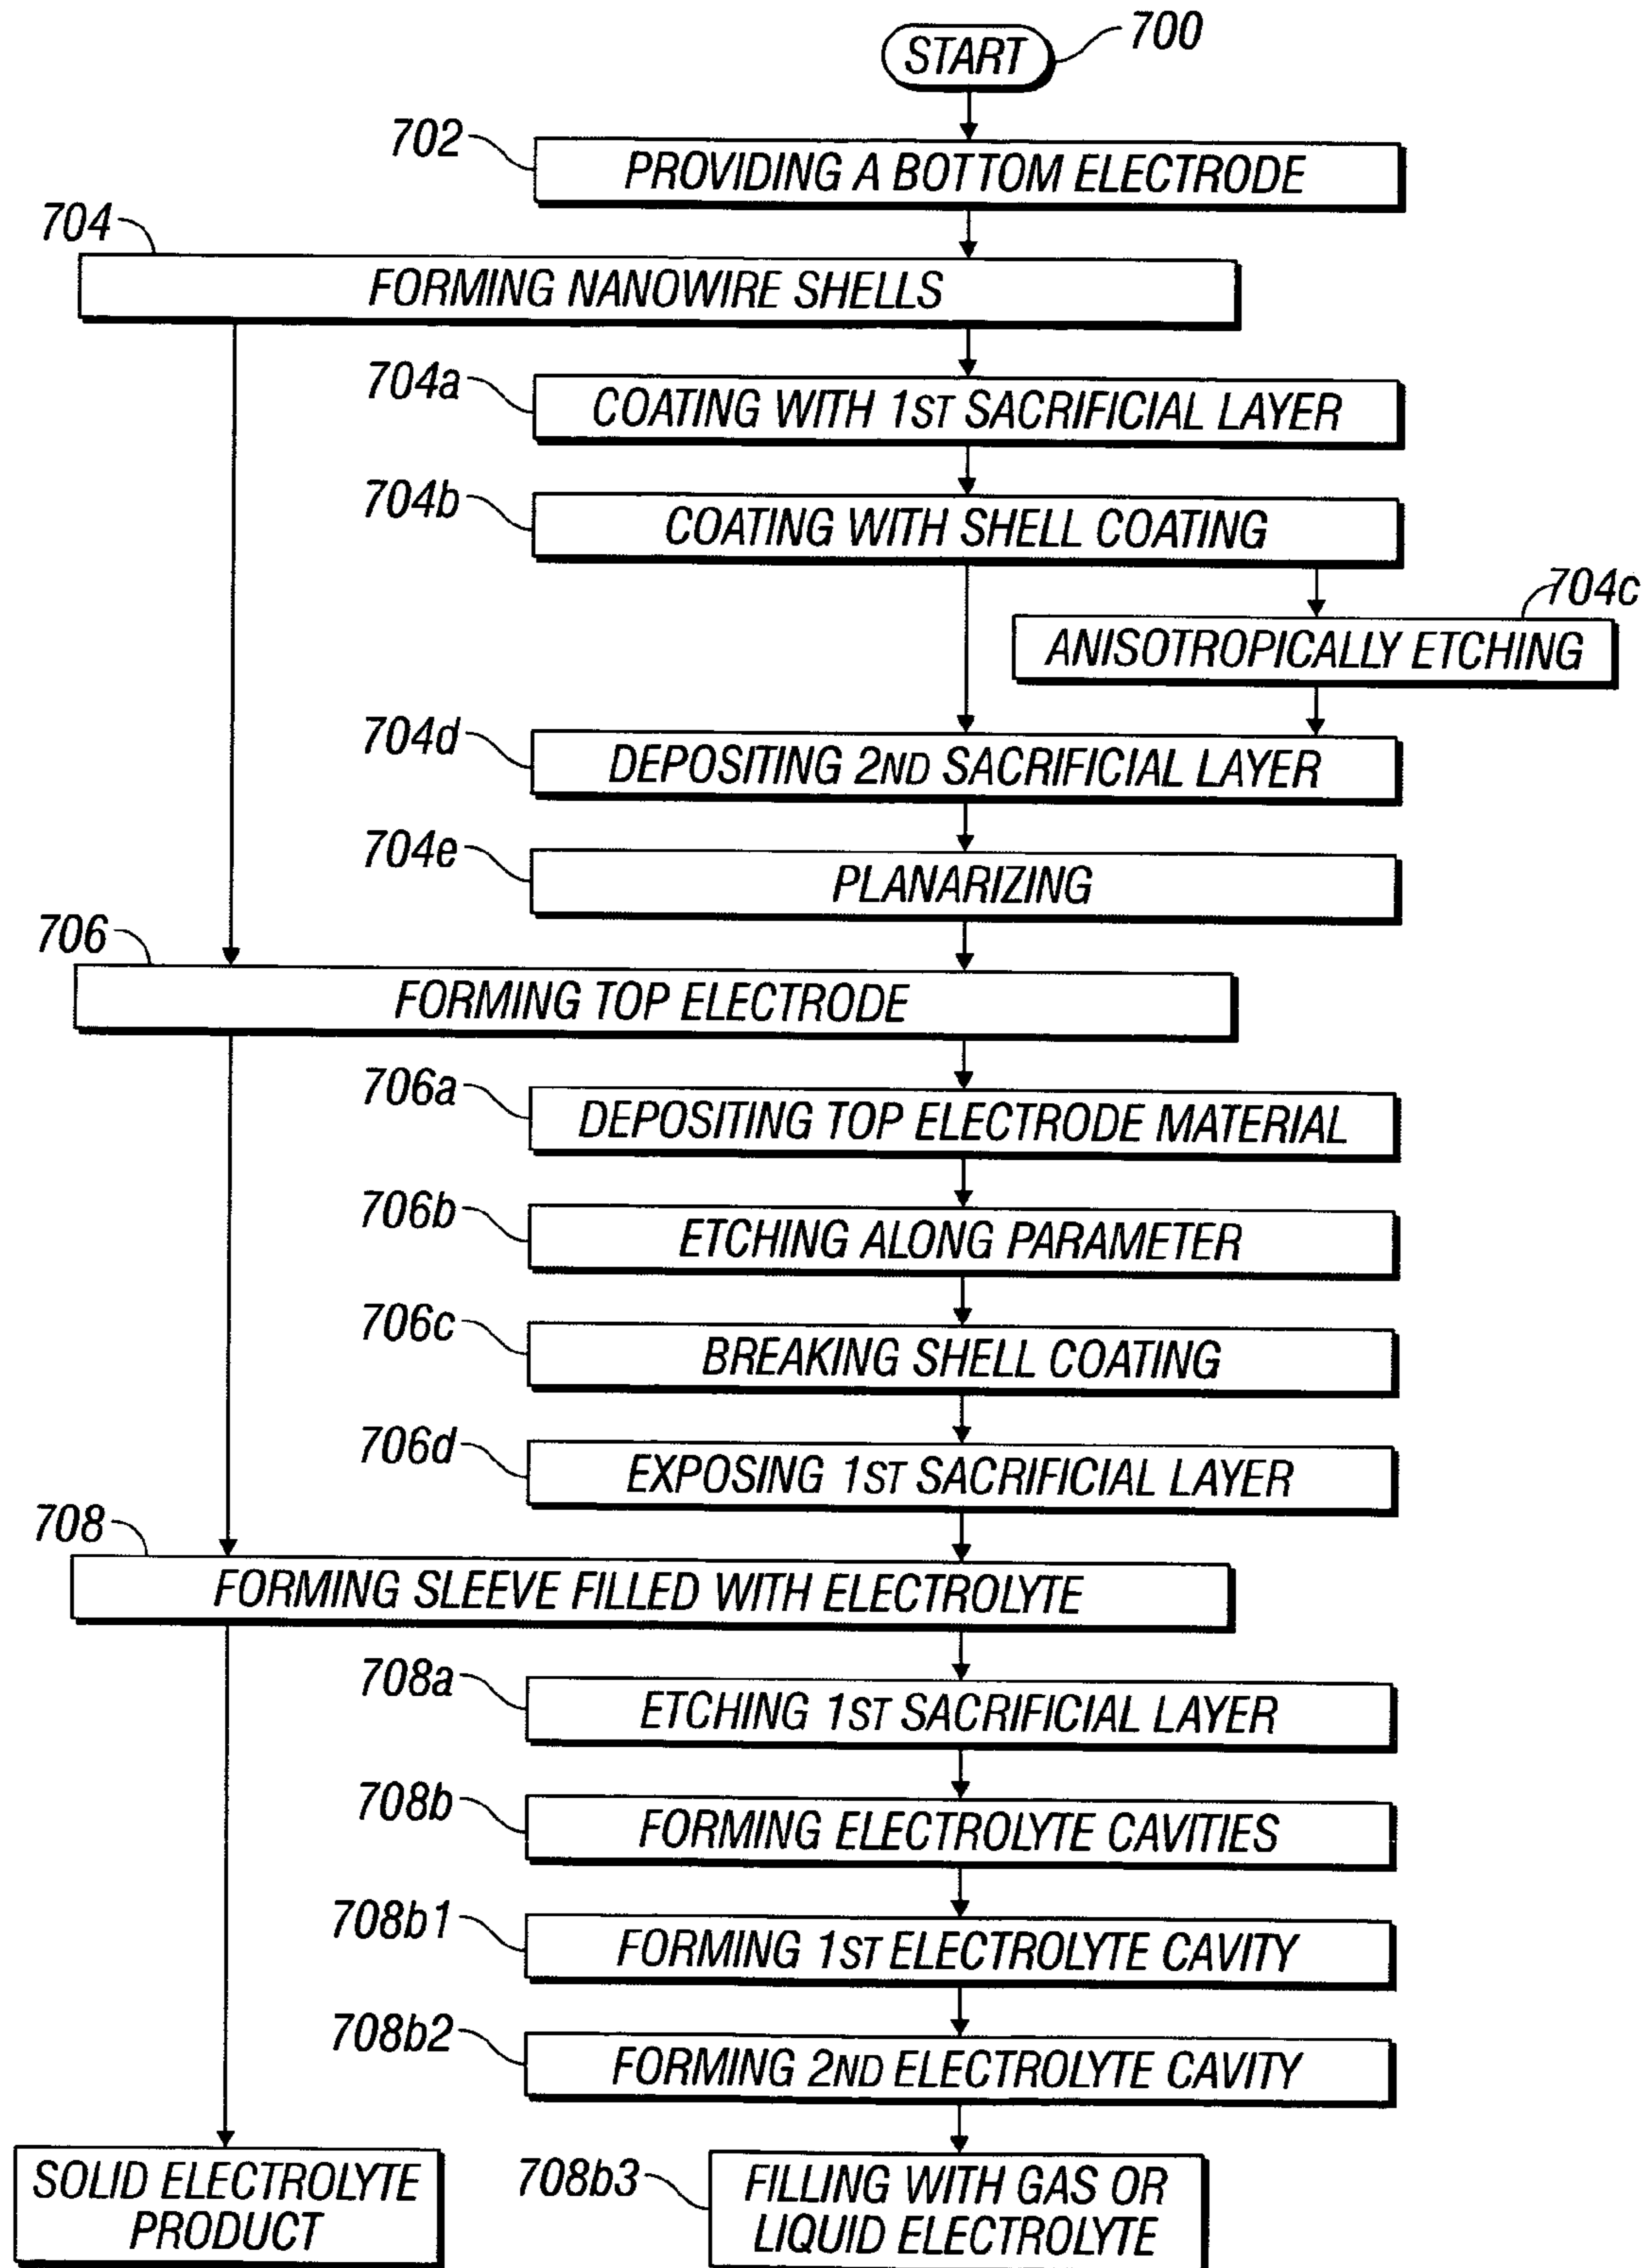 START
700
702
PROVIDING A BOTTOM ELECTRODE
704
FORMING NANOWIRE SHELLS
704a
COATING WITH 1ST SACRIFICIAL LAYER
704b
COATING WITH SHELL COATING
704c
ANISOTROPICALLY ETCHING
704d
DEPOSITING 2ND SACRIFICIAL LAYER
704e
PLANARIZING
706
FORMING TOP ELECTRODE
706a
DEPOSITING TOP ELECTRODE MATERIAL
706b
ETCHING ALONG PARAMETER
706c
BREAKING SHELL COATING
706d
EXPOSING 1ST SACRIFICIAL LAYER
708
FORMING SLEEVE FILLED WITH ELECTROLYTE
708a
ETCHING 1ST SACRIFICIAL LAYER
708b
FORMING ELECTROLYTE CAVITIES
708b1
FORMING 1ST ELECTROLYTE CAVITY
708b2
FORMING 2ND ELECTROLYTE CAVITY
SOLID ELECTROLYTE
PRODUCT
708b3
FILLING WITH GAS OR
LIQUID ELECTROLYTE